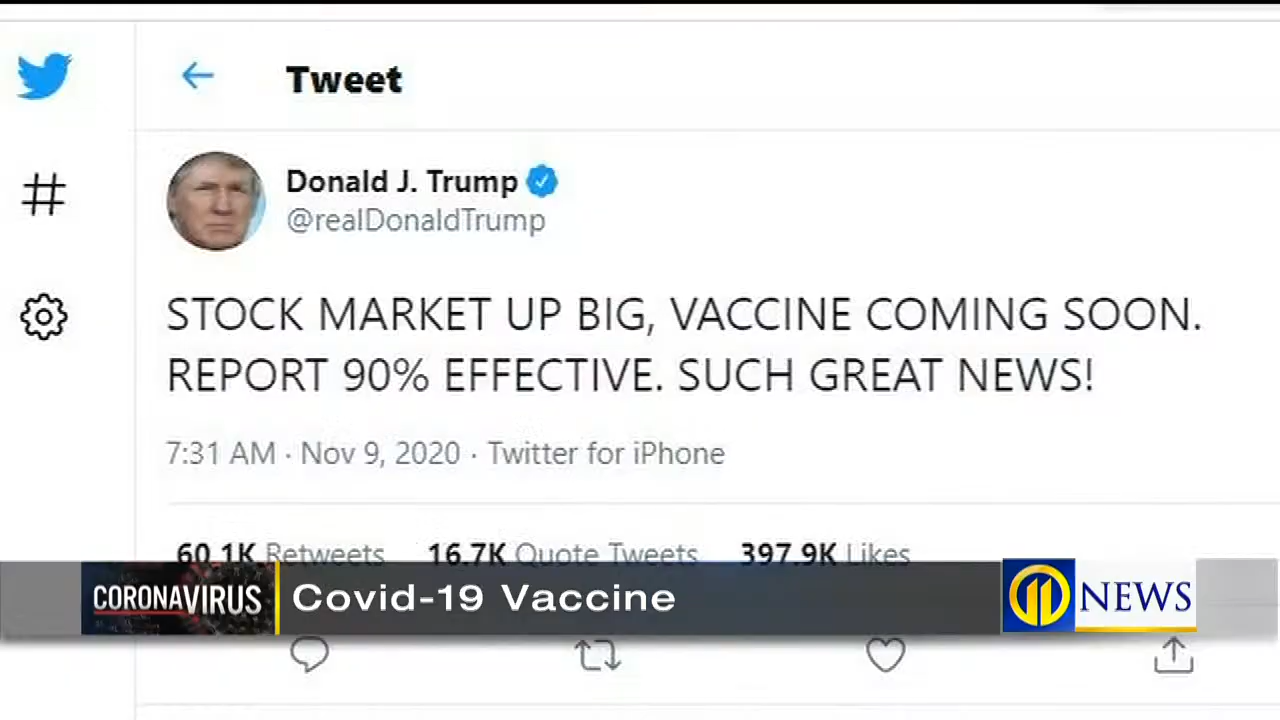 Tweet
Donald J. Trump
@realDonaldTrump
STOCK MARKET UP BIG, VACCINE COMING SOON.
REPORT 90% EFFECTIVE. SUCH GREAT NEWS!
7:31 AM · Nov 9, 2020 · Twitter for iPhone
60.1K Retweets 16.7K Quote Tweets 397.9K Likes
CORONAVIRUS Covid-19 Vaccine
11 NEWS